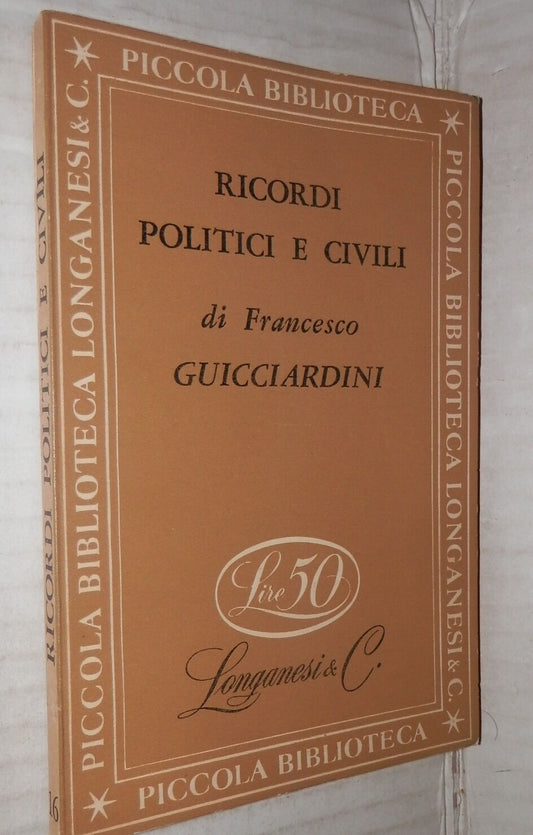 PICCOLA BIBLIOTECA
RICORDI
POLITICI E CIVILI
di Francesco
GUICCIARDINI
Lire 50
Longanesi & C.
PICCOLA BIBLIOTECA
PICCOLA BIBLIOTECA LONGANESI & C.
PICCOLA BIBLIOTECA LONGANESI & C.
RICORDI POLITICI E CIVILI
16